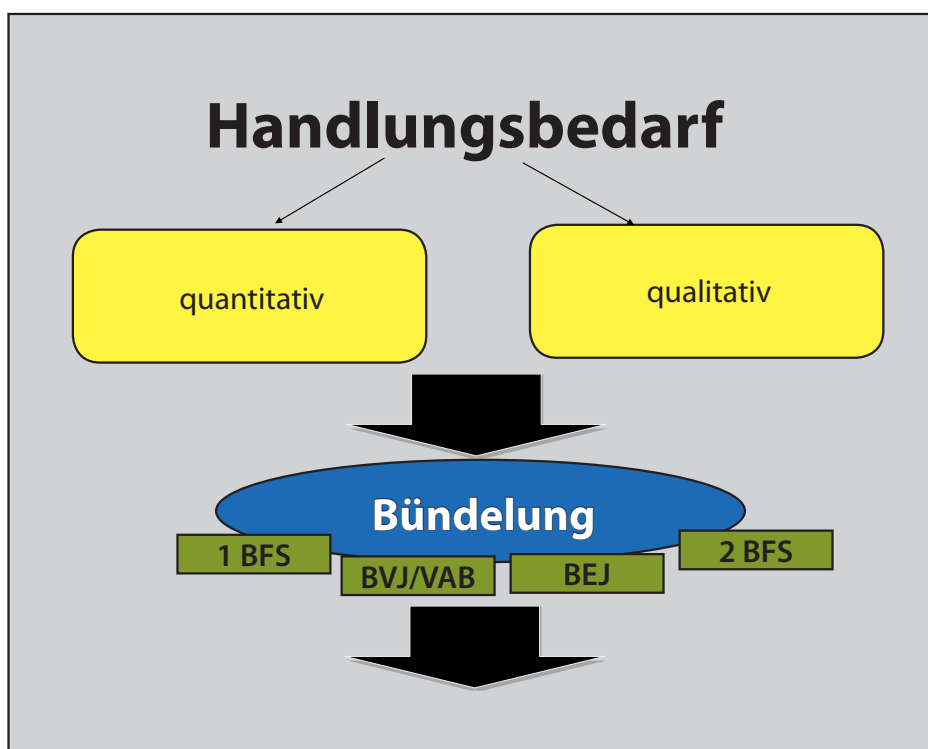 Handlungsbedarf
quantitativ
qualitativ
Bündelung
1 BFS
BVJ/VAB
BEJ
2 BFS